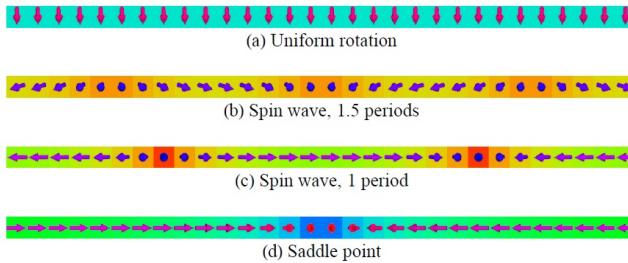 (a) Uniform rotation
(b) Spin wave, 1.5 periods
(c) Spin wave, 1 period
(d) Saddle point